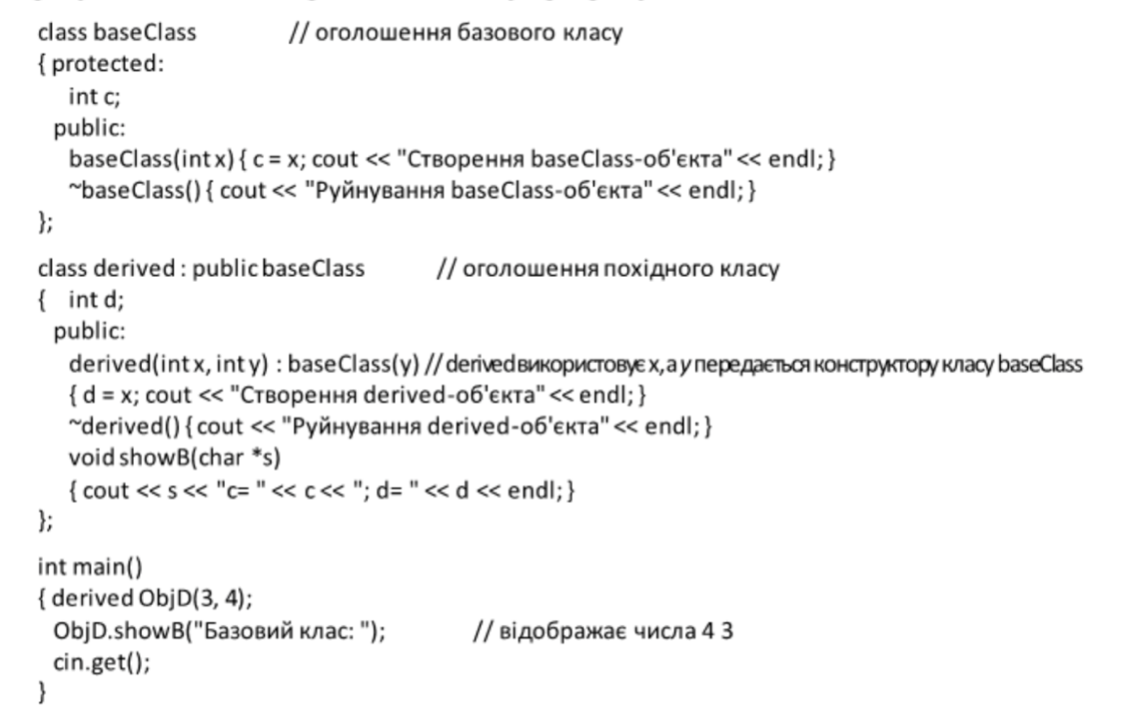 class baseClass // оголошення базового класу
{ protected:
int c;
public:
baseClass(int x) { c = x; cout << "Створення baseClass-об'єкта" << endl; }
~baseClass() { cout << "Руйнування baseClass-об'єкта" << endl; }
};
class derived : public baseClass // оголошення похідного класу
{ int d;
public:
derived(int x, int y) : baseClass(y) // derived використовує x, а y передається конструктору класу baseClass
{ d = x; cout << "Створення derived-об'єкта" << endl; }
~derived() { cout << "Руйнування derived-об'єкта" << endl; }
void showB(char *s)
{ cout << s << "c= " << c << "; d= " << d << endl; }
};
int main()
{ derived ObjD(3, 4);
ObjD.showB("Базовий клас: "); // відображає числа 4 3
cin.get();
}